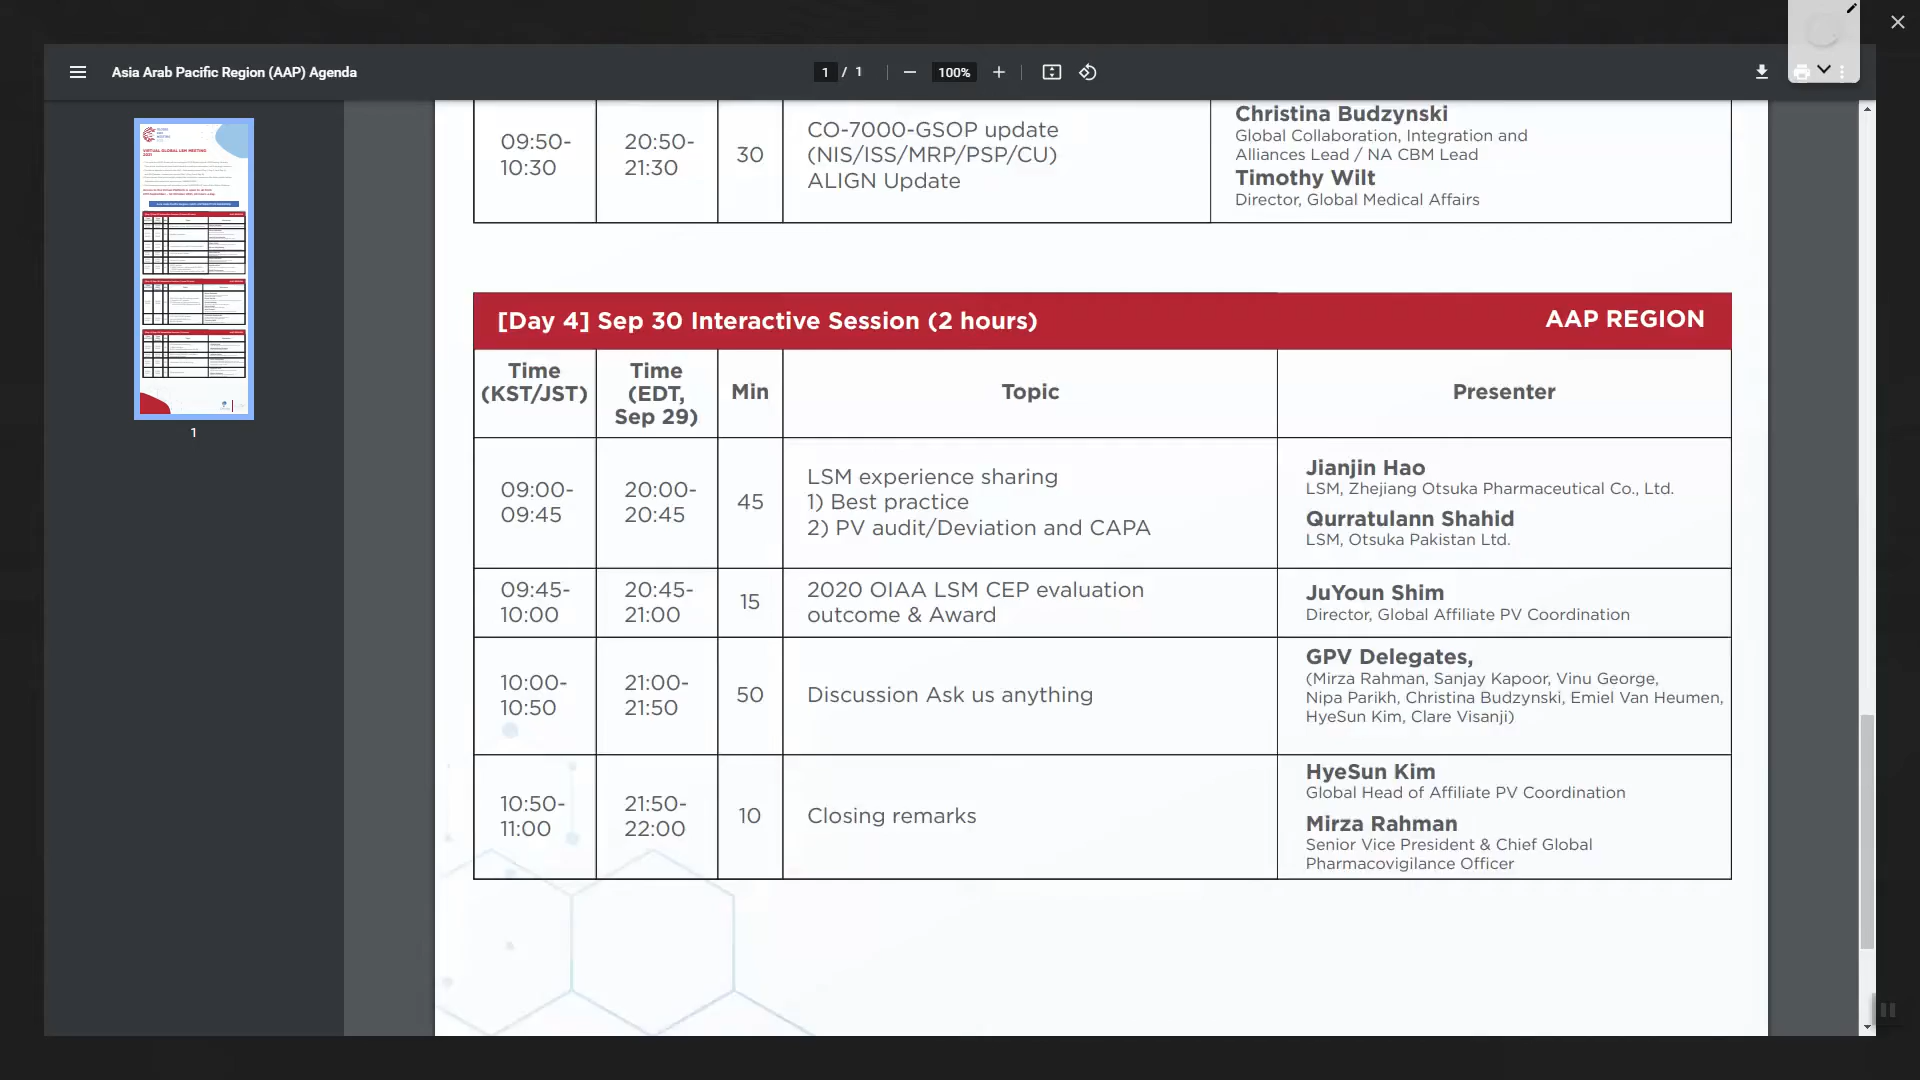 Asia Arab Pacific Region (AAP) Agenda
1 / 1
100%
1
09:50-
10:30
20:50-
21:30
30
CO-7000-GSOP update
(NIS/ISS/MRP/PSP/CU)
ALIGN Update
Christina Budzynski
Global Collaboration, Integration and
Alliances Lead / NA CBM Lead
Timothy Wilt
Director, Global Medical Affairs
[Day 4] Sep 30 Interactive Session (2 hours)
AAP REGION
Time
(KST/JST)
Time
(EDT,
Sep 29)
Min
Topic
Presenter
09:00-
09:45
20:00-
20:45
45
LSM experience sharing
1) Best practice
2) PV audit/Deviation and CAPA
Jianjin Hao
LSM, Zhejiang Otsuka Pharmaceutical Co., Ltd.
Qurratulann Shahid
LSM, Otsuka Pakistan Ltd.
09:45-
10:00
20:45-
21:00
15
2020 OIAA LSM CEP evaluation
outcome & Award
JuYoun Shim
Director, Global Affiliate PV Coordination
10:00-
10:50
21:00-
21:50
50
Discussion Ask us anything
GPV Delegates,
(Mirza Rahman, Sanjay Kapoor, Vinu George,
Nipa Parikh, Christina Budzynski, Emiel Van Heumen,
HyeSun Kim, Clare Visanji)
10:50-
11:00
21:50-
22:00
10
Closing remarks
HyeSun Kim
Global Head of Affiliate PV Coordination
Mirza Rahman
Senior Vice President & Chief Global
Pharmacovigilance Officer